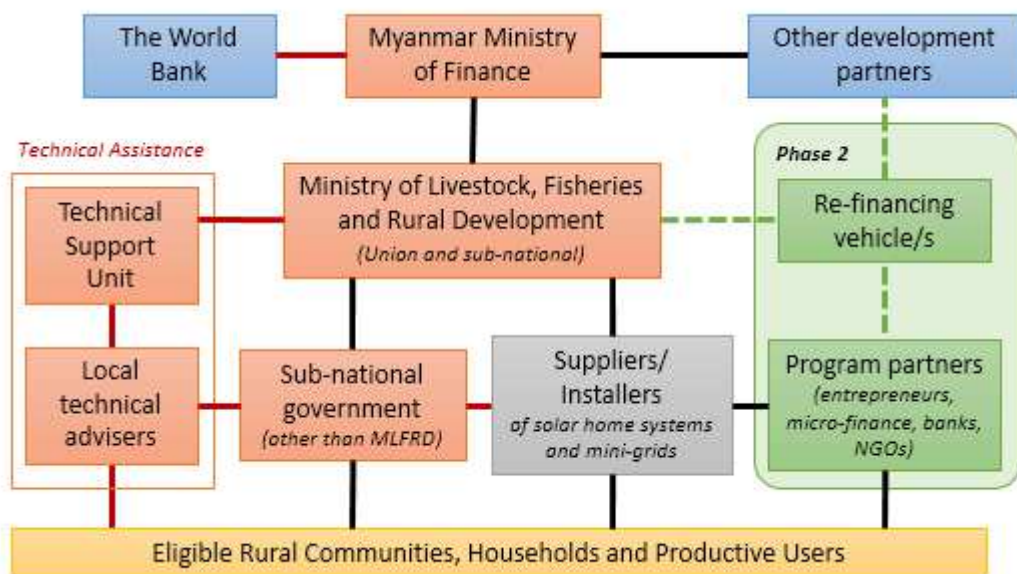 The World
Bank
Myanmar Ministry
of Finance
Other development
partners
Technical Assistance
Phase 2
Technical
Support
Unit
Ministry of Livestock, Fisheries
and Rural Development
(Union and sub-national)
Re-financing
vehicle/s
Local
technical
advisers
Sub-national
government
(other than MLFRD)
Suppliers/
Installers
of solar home systems
and mini-grids
Program partners
(entrepreneurs,
micro-finance, banks,
NGOs)
Eligible Rural Communities, Households and Productive Users